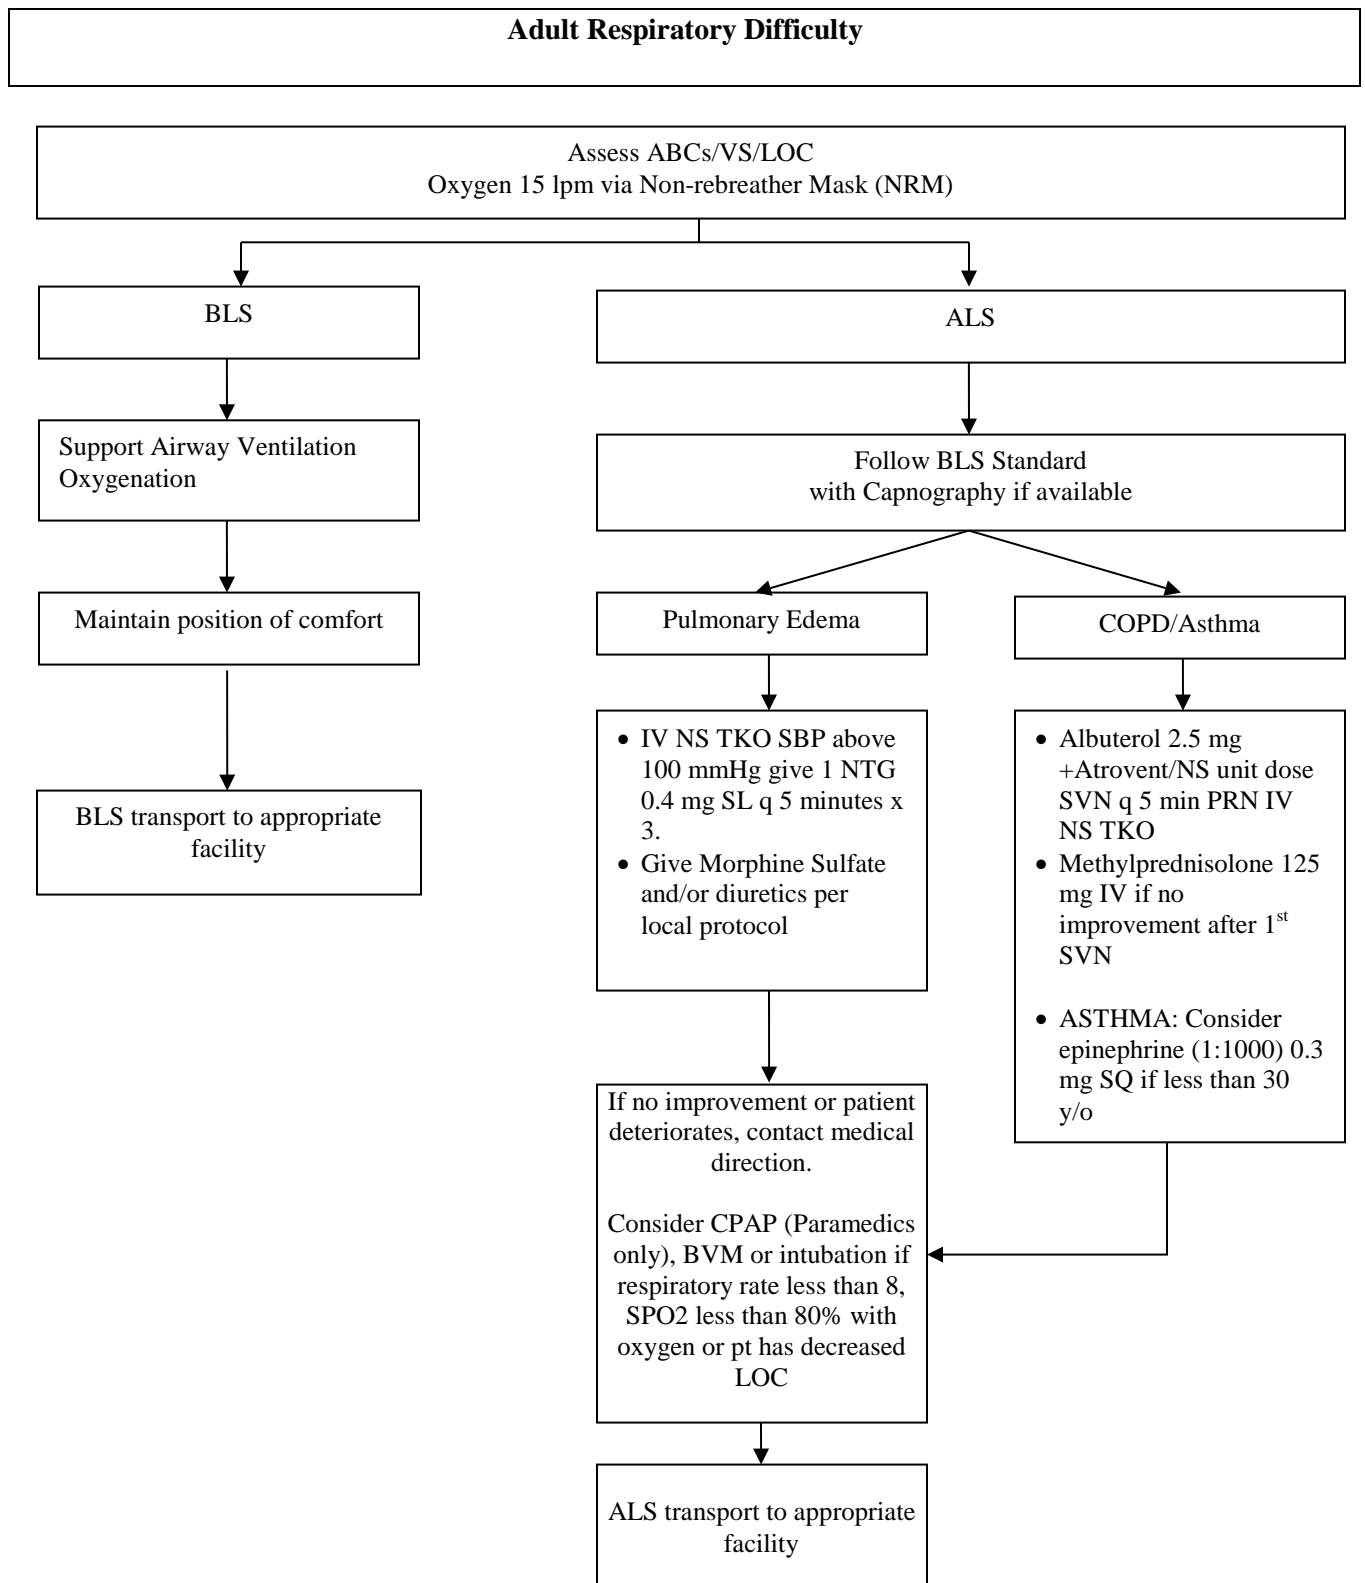 Adult Respiratory Difficulty
Assess ABCs/VS/LOC
Oxygen 15 lpm via Non-rebreather Mask (NRM)
BLS
Support Airway Ventilation
Oxygenation
Maintain position of comfort
BLS transport to appropriate
facility
ALS
Follow BLS Standard
with Capnography if available
Pulmonary Edema
• IV NS TKO SBP above
100 mmHg give 1 NTG
0.4 mg SL q 5 minutes x
3.
• Give Morphine Sulfate
and/or diuretics per
local protocol
COPD/Asthma
• Albuterol 2.5 mg
+Atrovent/NS unit dose
SVN q 5 min PRN IV
NS TKO
• Methylprednisolone 125
mg IV if no
improvement after 1st
SVN
• ASTHMA: Consider
epinephrine (1:1000) 0.3
mg SQ if less than 30
y/o
If no improvement or patient
deteriorates, contact medical
direction.
Consider CPAP (Paramedics
only), BVM or intubation if
respiratory rate less than 8,
SPO2 less than 80% with
oxygen or pt has decreased
LOC
ALS transport to appropriate
facility